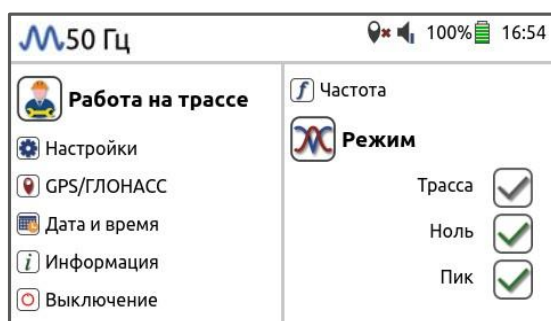 50 Гц
100% 16:54
Работа на трассе
Настройки
GPS/ГЛОНАСС
Дата и время
i Информация
Выключение
f Частота
Режим
Трасса
Ноль
Пик